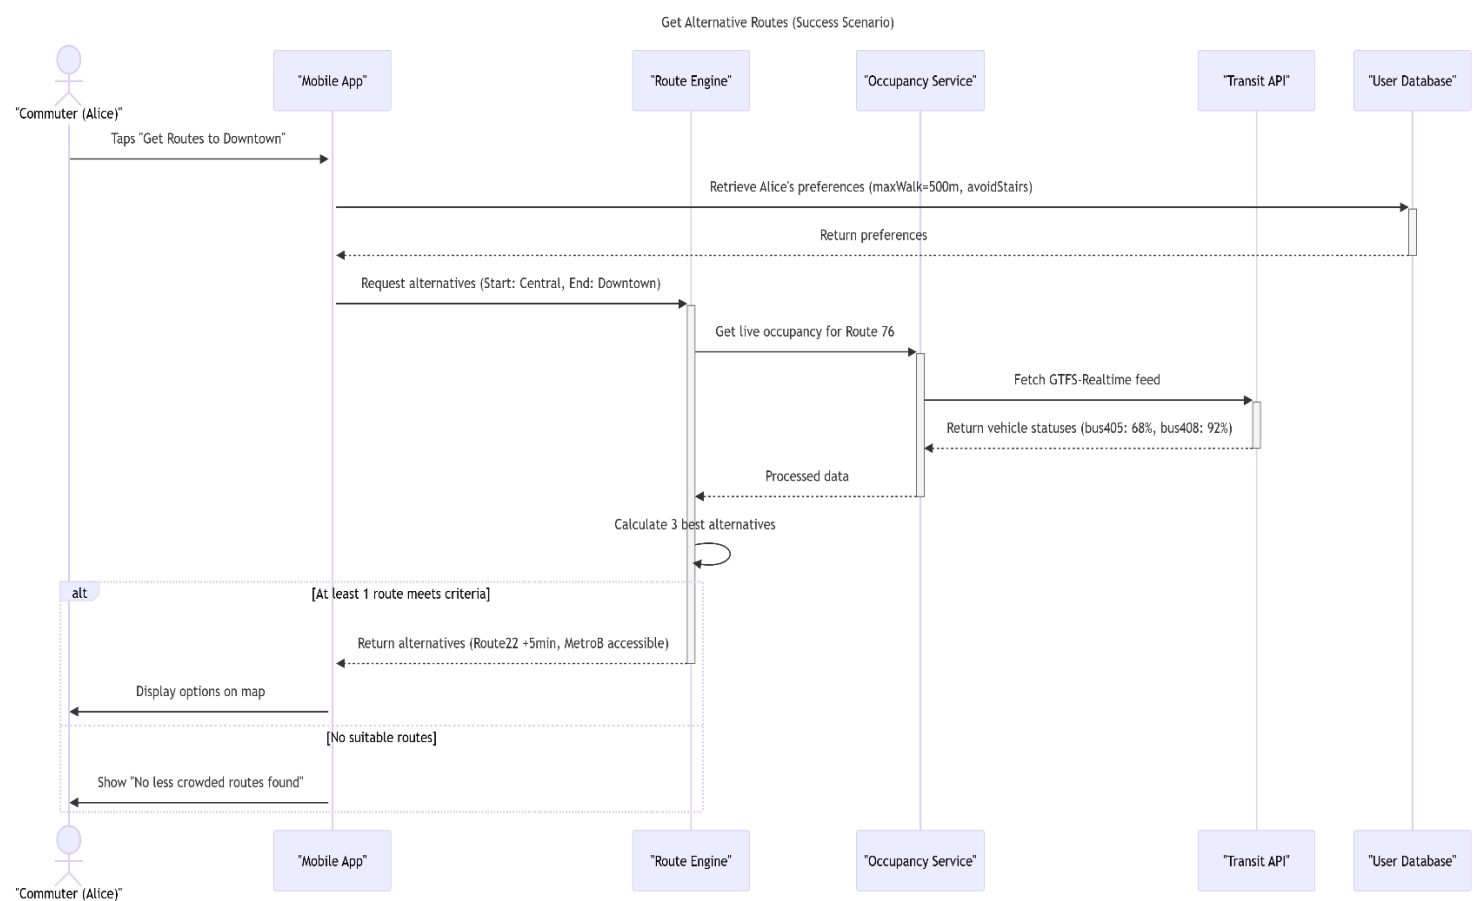 Get Alternative Routes (Success Scenario)
"Commuter (Alice)"
"Mobile App"
"Route Engine"
"Occupancy Service"
"Transit API"
"User Database"
Taps "Get Routes to Downtown"
Retrieve Alice's preferences (maxWalk=500m, avoidStairs)
Return preferences
Request alternatives (Start: Central, End: Downtown)
Get live occupancy for Route 76
Fetch GTFS-Realtime feed
Return vehicle statuses (bus405: 68%, bus408: 92%)
Processed data
Calculate 3 best alternatives
alt
[At least 1 route meets criteria]
Return alternatives (Route22 +5min, MetroB accessible)
Display options on map
[No suitable routes]
Show "No less crowded routes found"
"Commuter (Alice)"
"Mobile App"
"Route Engine"
"Occupancy Service"
"Transit API"
"User Database"